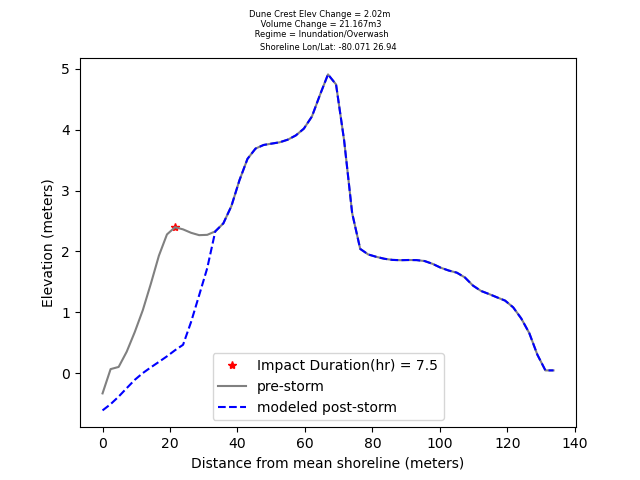 Dune Crest Elev Change = 2.02m
Volume Change = 21.167m3
Regime = Inundation/Overwash
Shoreline Lon/Lat: -80.071 26.94
5
4
3
2
1
0
Elevation (meters)
Impact Duration(hr) = 7.5
pre-storm
modeled post-storm
0 20 40 60 80 100 120 140
Distance from mean shoreline (meters)